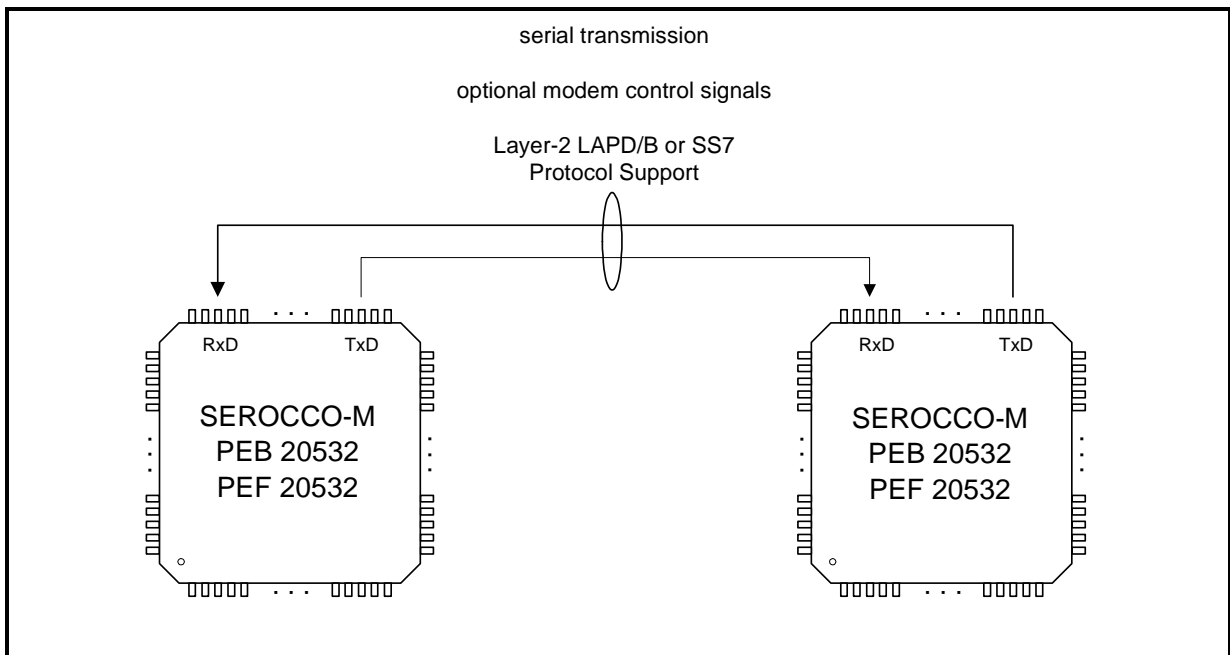 serial transmission
optional modem control signals
Layer-2 LAPD/B or SS7
Protocol Support
RxD
TxD
SEROCCO-M
PEB 20532
PEF 20532
RxD
TxD
SEROCCO-M
PEB 20532
PEF 20532